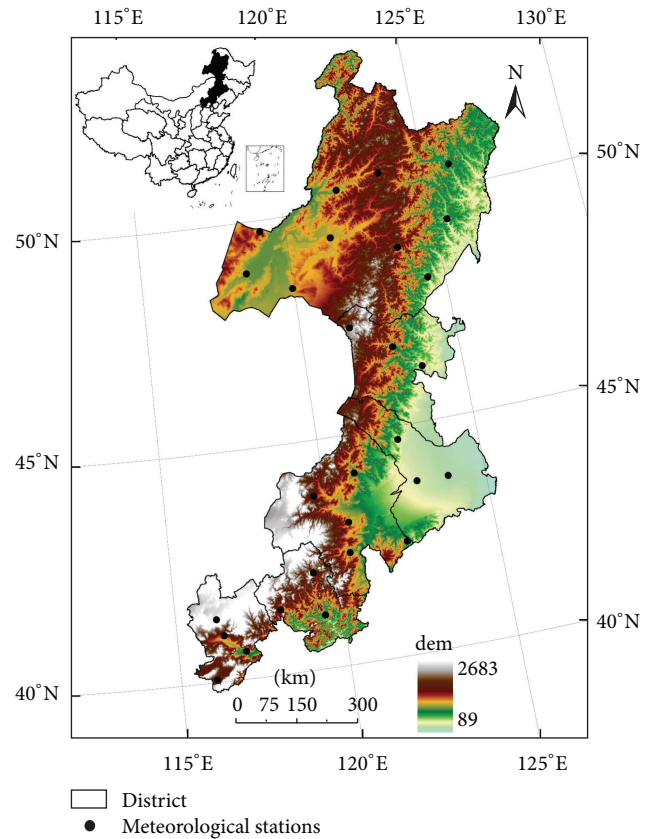 115°E 120°E 125°E 130°E
N
50°N
50°N
45°N
45°N
40°N
dem
2683
89
(km)
0 75 150 300
40°N
115°E 120°E 125°E
District
Meteorological stations